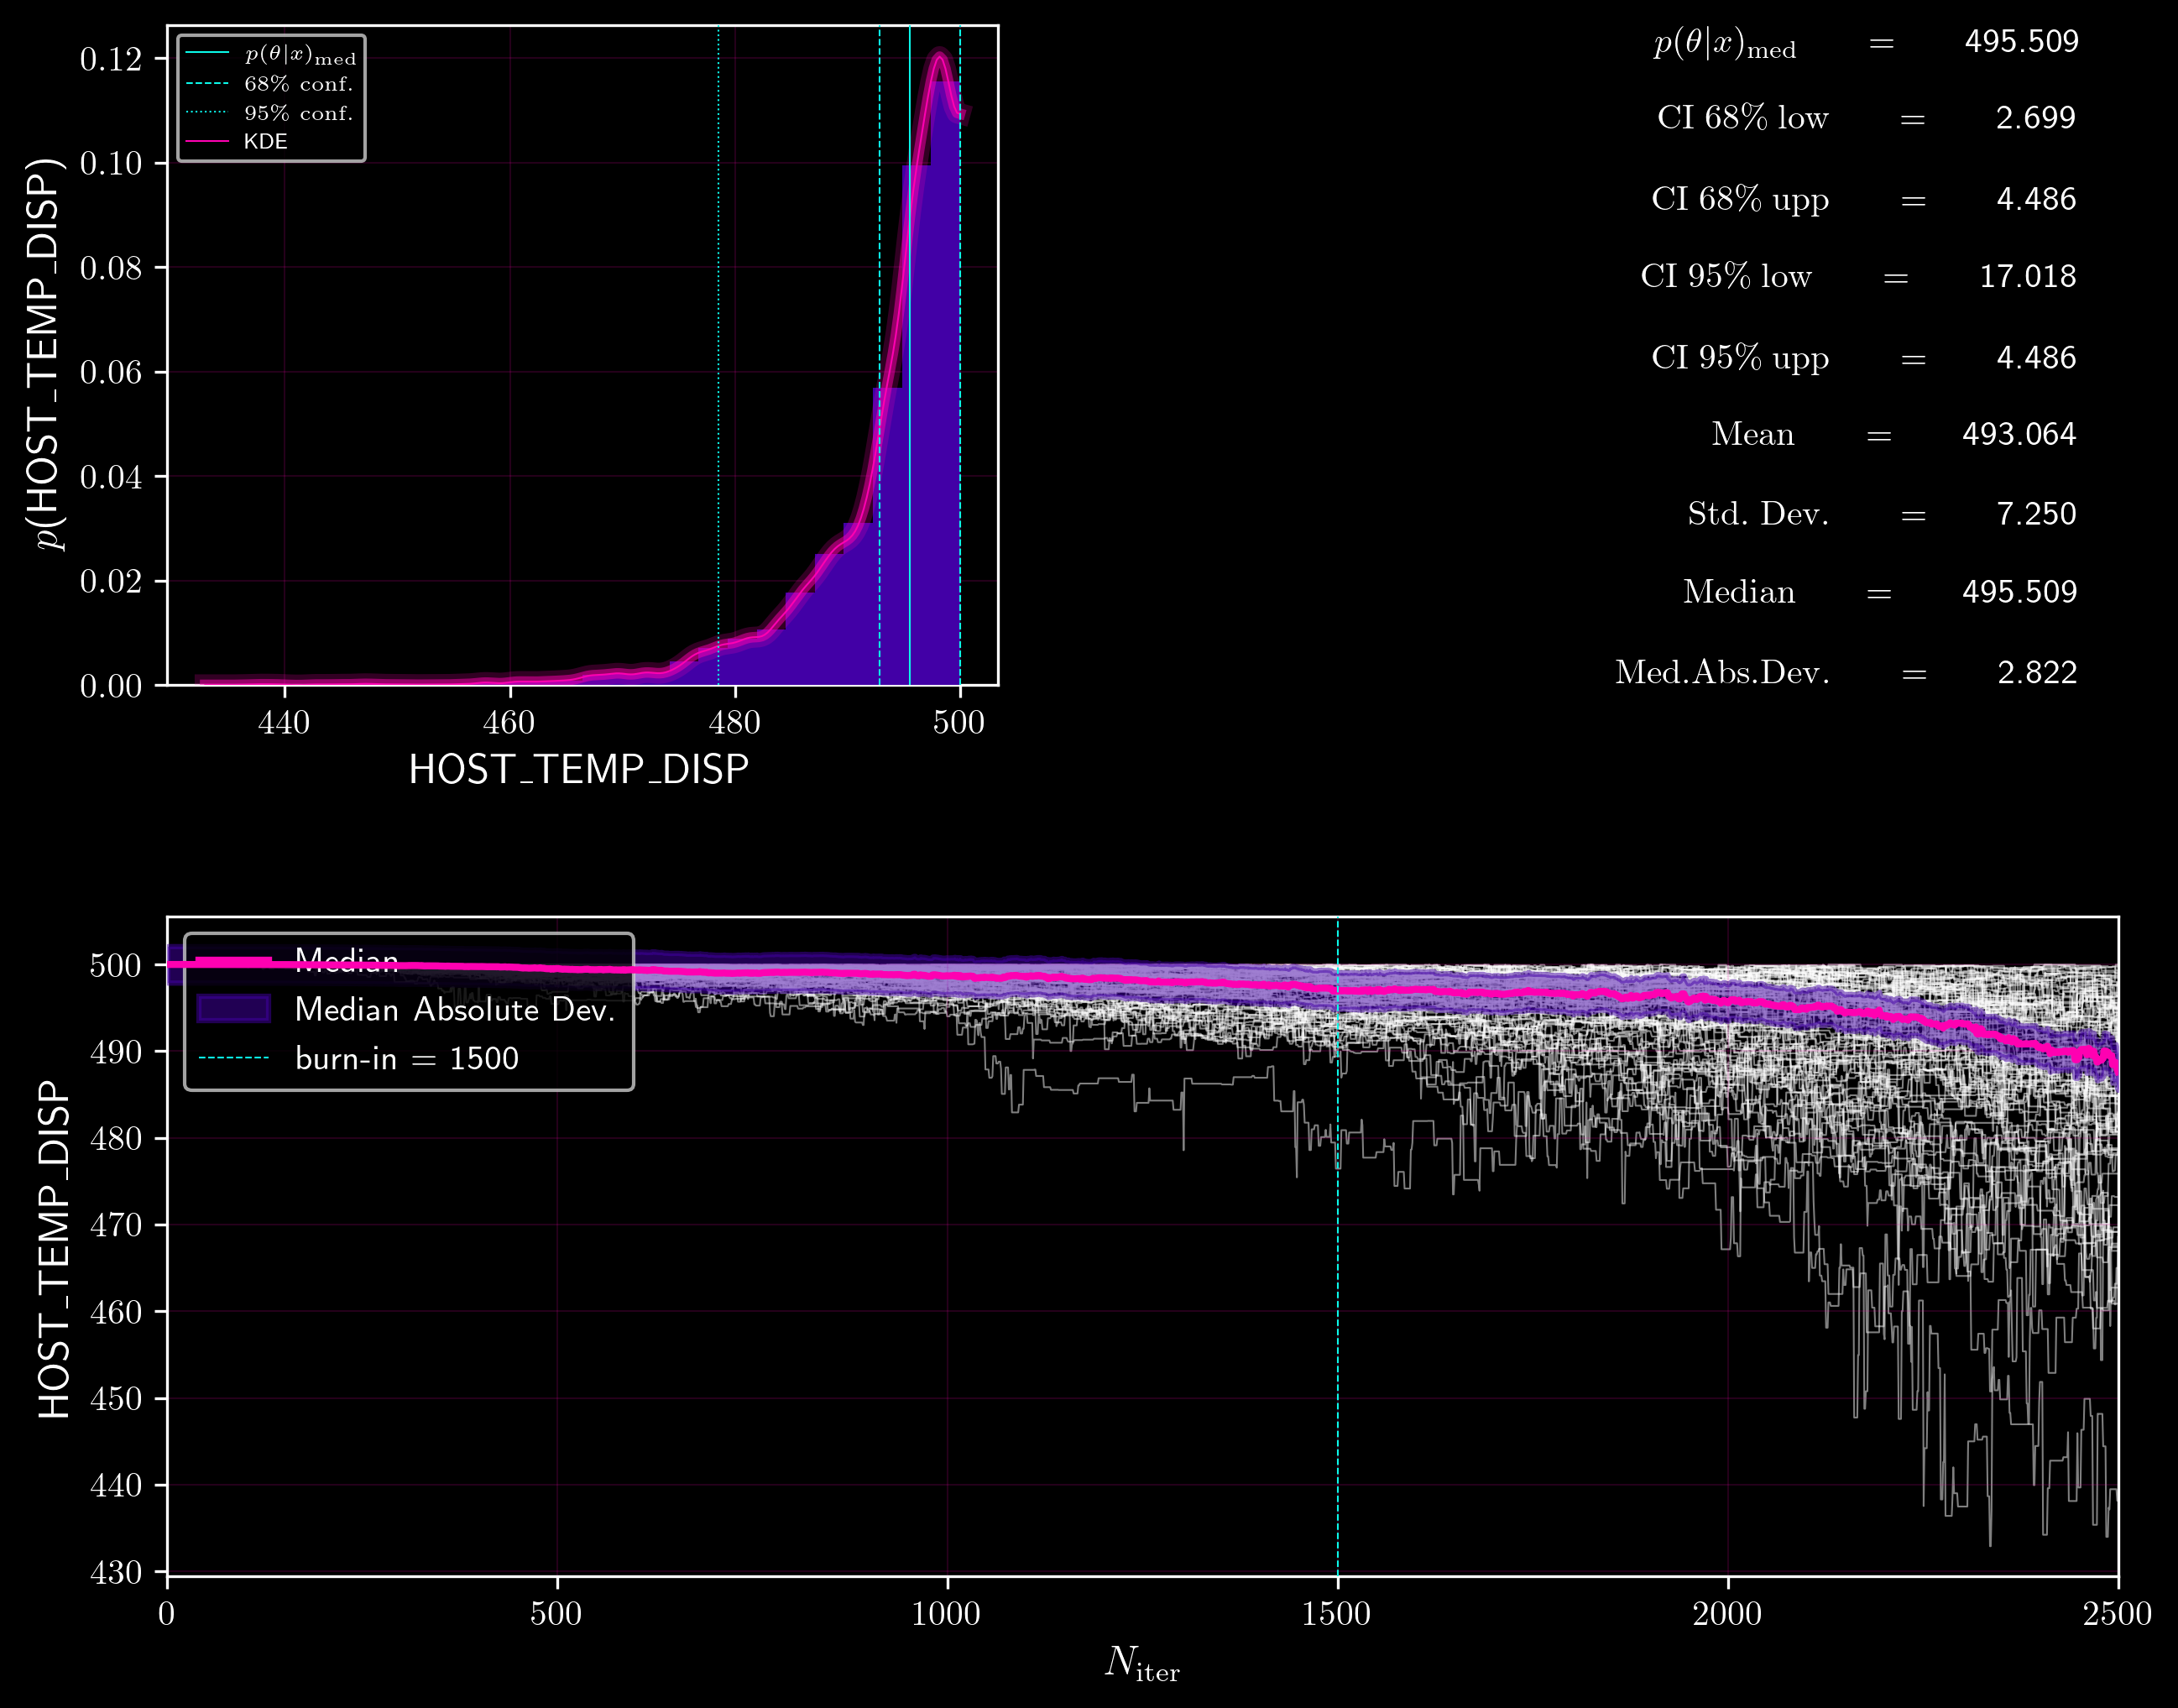 p(θ|x)med
68% conf.
95% conf.
KDE
0.12
0.10
0.08
0.06
0.04
0.02
0.00
p(HOST_TEMP_DISP)
440 460 480 500
HOST_TEMP_DISP
p(θ|x)med = 495.509
CI 68% low = 2.699
CI 68% upp = 4.486
CI 95% low = 17.018
CI 95% upp = 4.486
Mean = 493.064
Std. Dev. = 7.250
Median = 495.509
Med.Abs.Dev. = 2.822
Median
Median Absolute Dev.
burn-in = 1500
500
490
480
470
460
450
440
430
HOST_TEMP_DISP
0 500 1000 1500 2000 2500
Niter